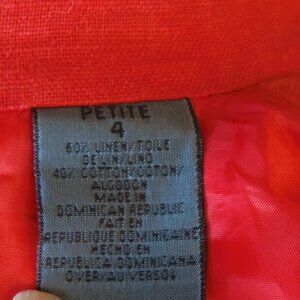 PETITE
4
60% LINEN/TOILE
DE LIN/LINO
40% COTTON/COTON/
ALGODON
MADE IN
DOMINICAN REPUBLIC
FAIT EN
REPUBLIQUE DOMINICAINE
HECHO EN
REPUBLICA DOMINICANA
OVER/AU VERSO